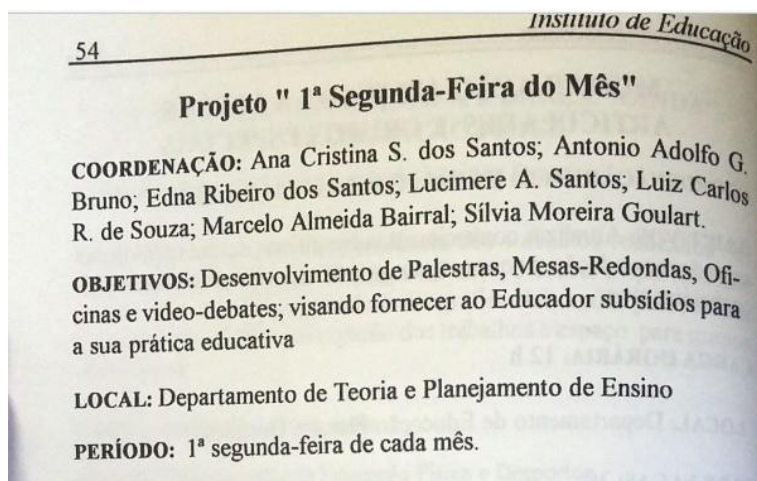 Instituto de Educação
54
Projeto " 1ª Segunda-Feira do Mês"
COORDENAÇÃO: Ana Cristina S. dos Santos; Antonio Adolfo G.
Bruno; Edna Ribeiro dos Santos; Lucimere A. Santos; Luiz Carlos
R. de Souza; Marcelo Almeida Bairral; Sílvia Moreira Goulart.
OBJETIVOS: Desenvolvimento de Palestras, Mesas-Redondas, Ofi-
cinas e video-debates; visando fornecer ao Educador subsídios para
a sua prática educativa
LOCAL: Departamento de Teoria e Planejamento de Ensino
PERÍODO: 1ª segunda-feira de cada mês.